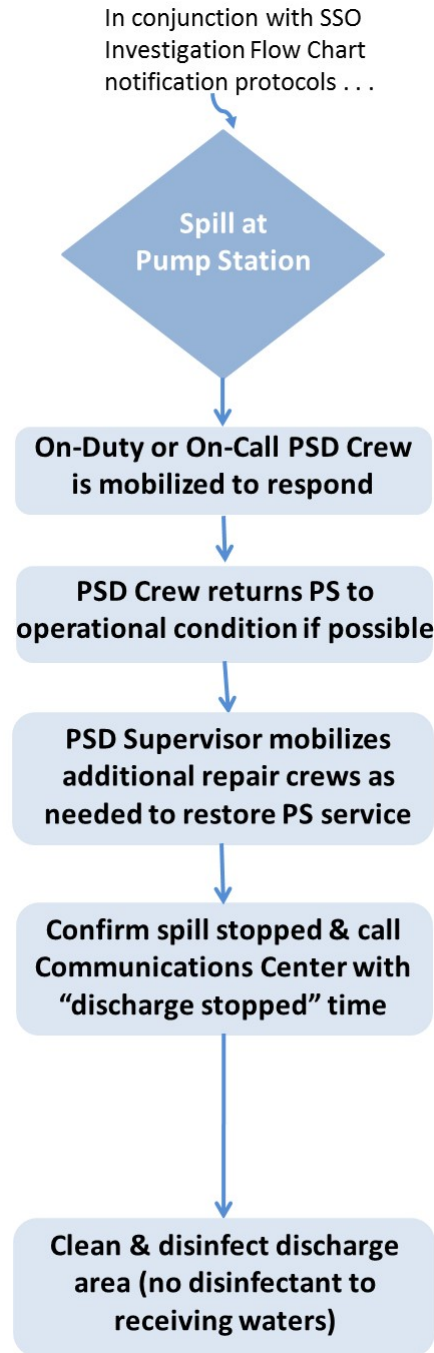 In conjunction with SSO
Investigation Flow Chart
notification protocols . . .
Spill at
Pump Station
On-Duty or On-Call PSD Crew
is mobilized to respond
PSD Crew returns PS to
operational condition if possible
PSD Supervisor mobilizes
additional repair crews as
needed to restore PS service
Confirm spill stopped & call
Communications Center with
“discharge stopped” time
Clean & disinfect discharge
area (no disinfectant to
receiving waters)